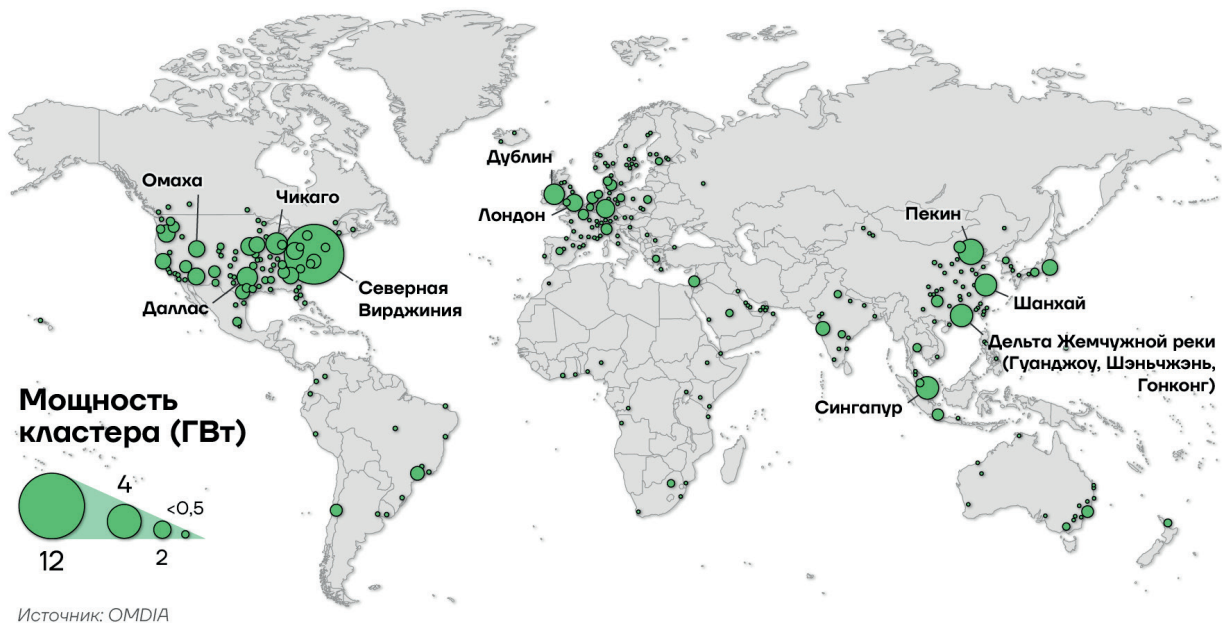 Дублин
Омаха
Чикаго
Лондон
Пекин
Северная
Вирджиния
Даллас
Шанхай
Дельта Жемчужной реки
(Гуанджоу, Шэньчжэнь,
Гонконг)
Сингапур
Мощность
кластера (ГВт)
4
<0,5
12
2
Источник: OMDIA